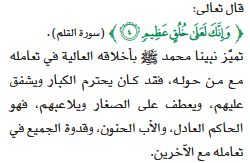 قال تعالى:
﴿ وَإِنَّكَ لَعَلَىٰ خُلُقٍ عَظِيمٍ ٤ ﴾ (سورة القلم).
تميّز نبينا محمد ﷺ بأخلاقه العالية في تعامله
مع من حوله، فقد كان يحترم الكبار ويشفق
عليهم، ويعطف على الصغار ويلاعبهم، فهو
الحاكم العادل، والأب الحنون، وقدوة الجميع في
تعامله مع الآخرين.